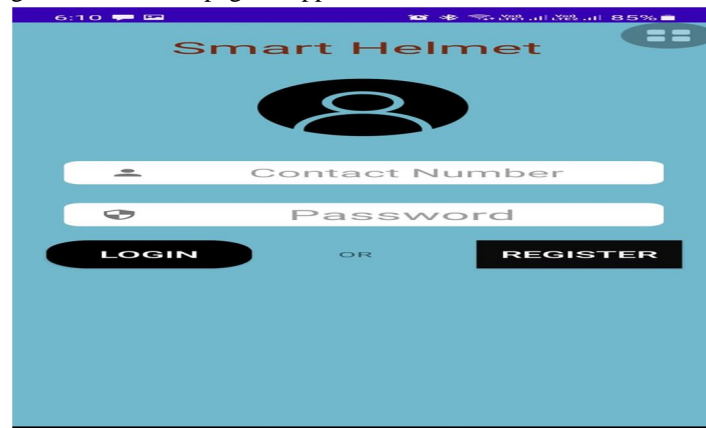 6:10 85%
Smart Helmet
Contact Number
Password
LOGIN OR REGISTER